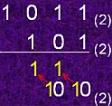 1 0 1 1 (2)
1 0 1 (2)
1 1
10 10 (2)